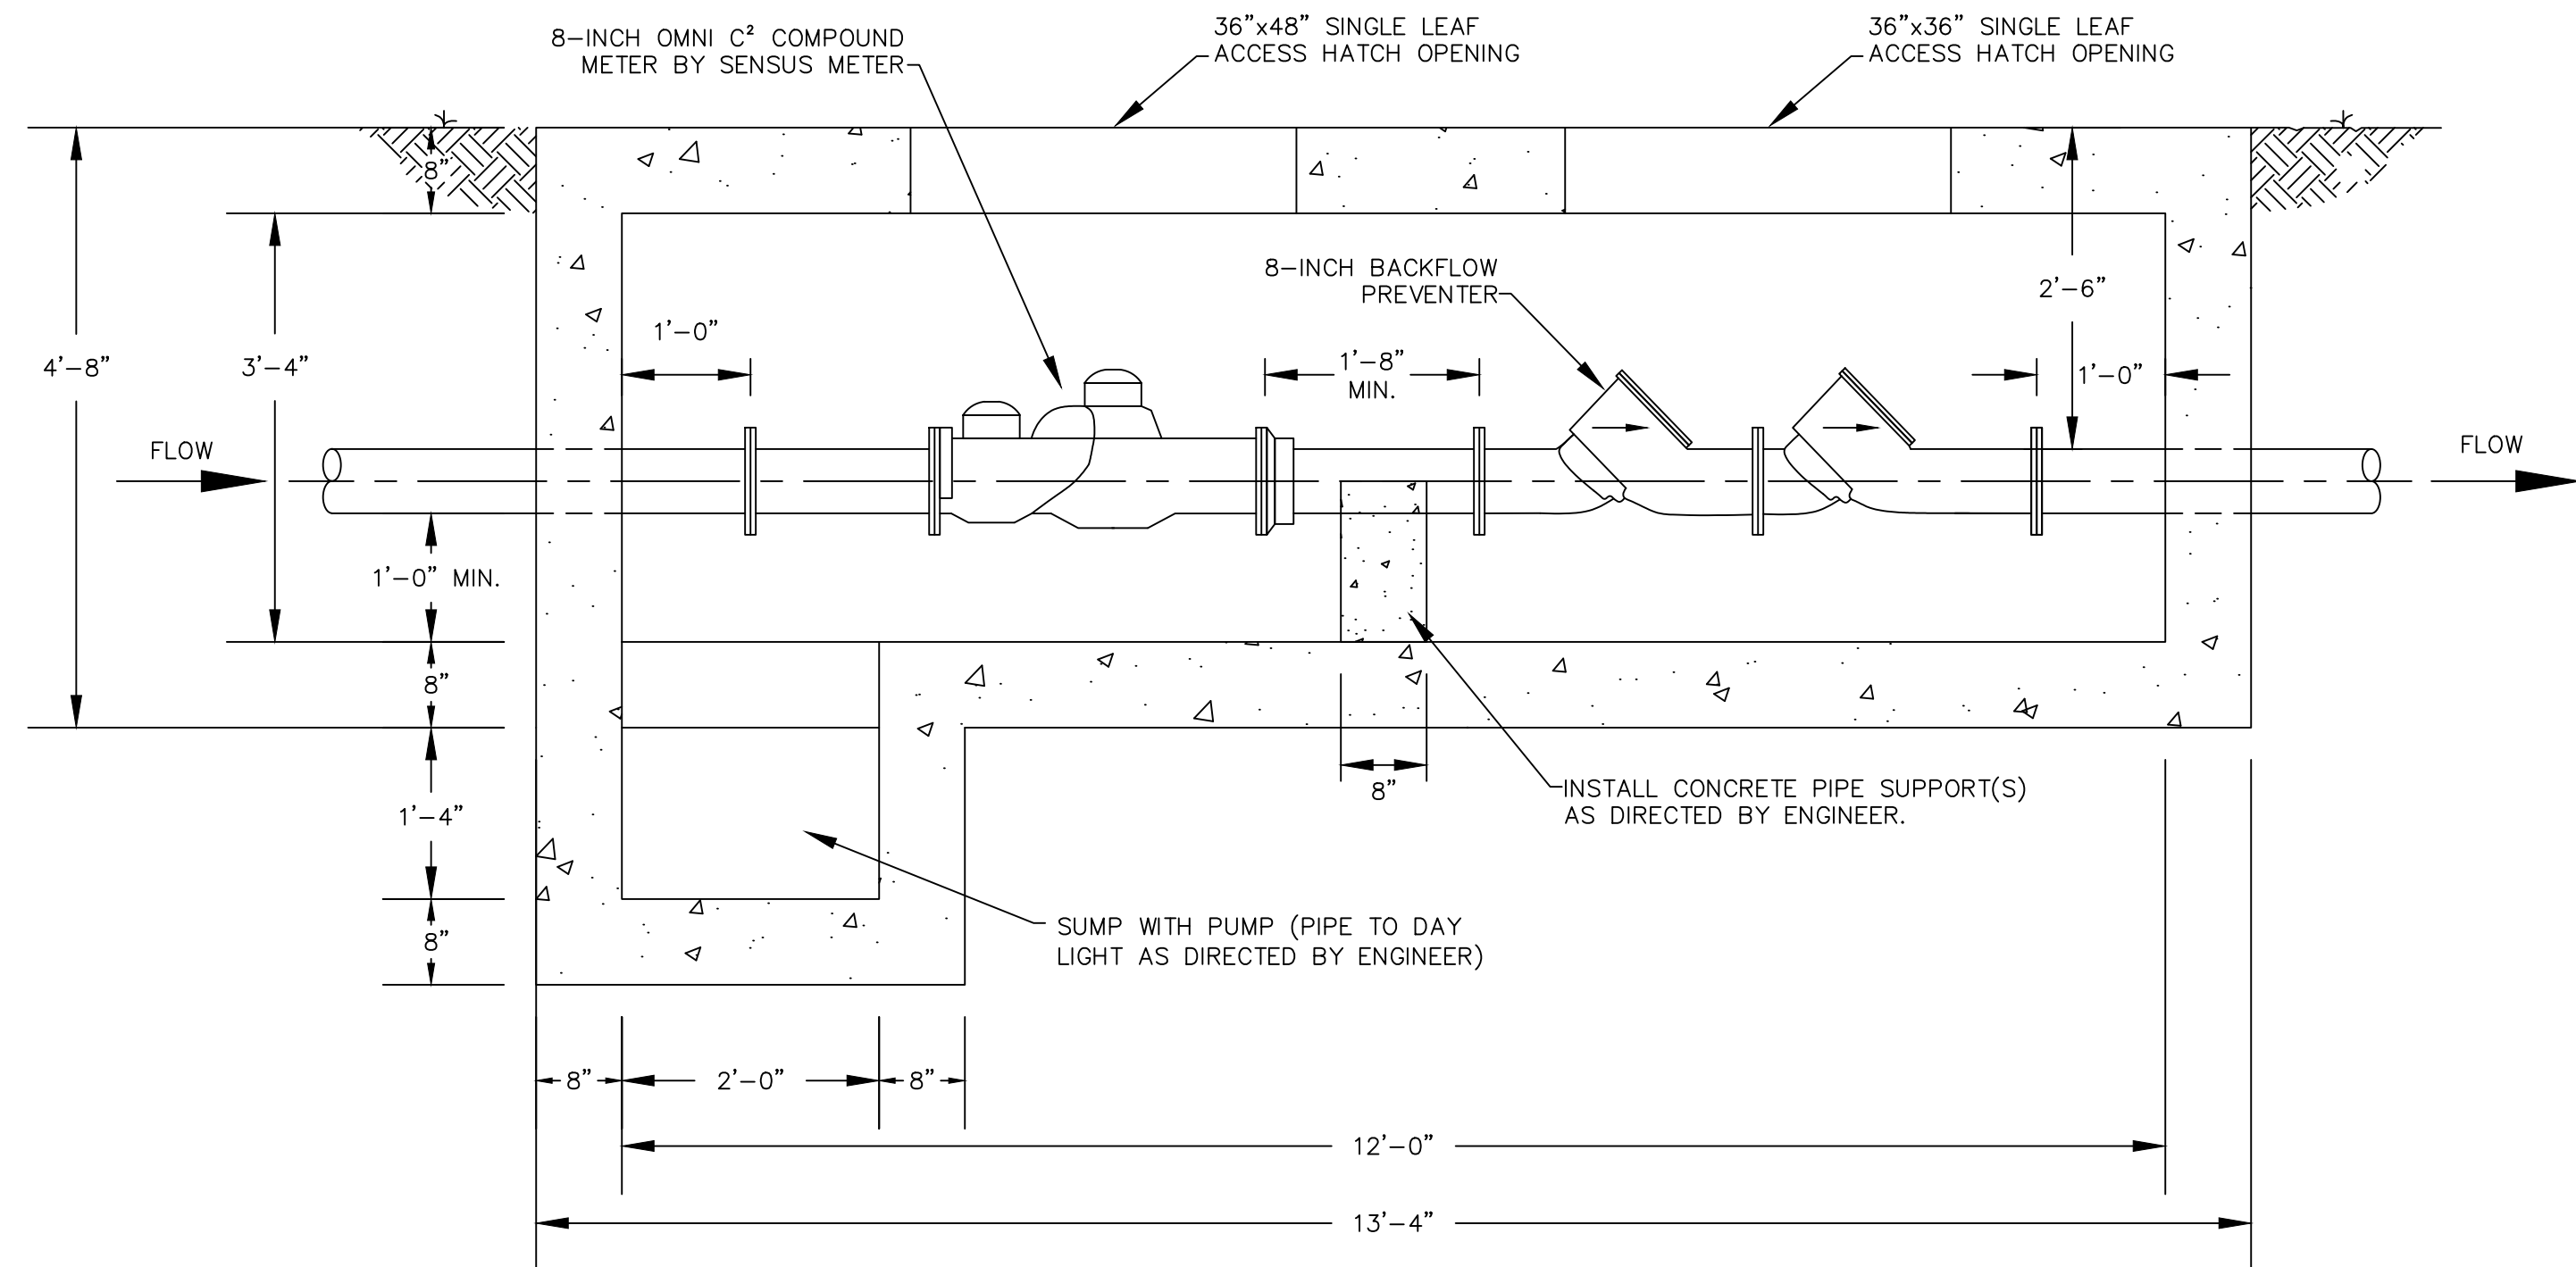 8-INCH OMNI C² COMPOUND
METER BY SENSUS METER
36"x48" SINGLE LEAF
ACCESS HATCH OPENING
36"x36" SINGLE LEAF
ACCESS HATCH OPENING
8"
8-INCH BACKFLOW
PREVENTER
2'-6"
1'-0"
4'-8"
3'-4"
1'-8"
MIN.
1'-0"
FLOW
FLOW
1'-0" MIN.
8"
8"
INSTALL CONCRETE PIPE SUPPORT(S)
AS DIRECTED BY ENGINEER.
1'-4"
SUMP WITH PUMP (PIPE TO DAY
LIGHT AS DIRECTED BY ENGINEER)
8"
8"
2'-0"
8"
12'-0"
13'-4"